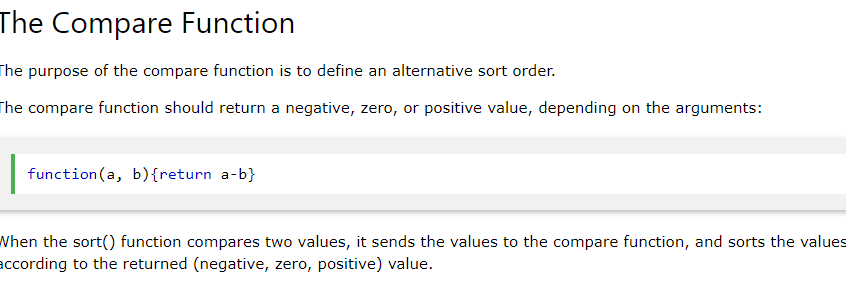 The Compare Function
The purpose of the compare function is to define an alternative sort order.
The compare function should return a negative, zero, or positive value, depending on the arguments:
function(a, b){return a-b}
When the sort() function compares two values, it sends the values to the compare function, and sorts the values
according to the returned (negative, zero, positive) value.